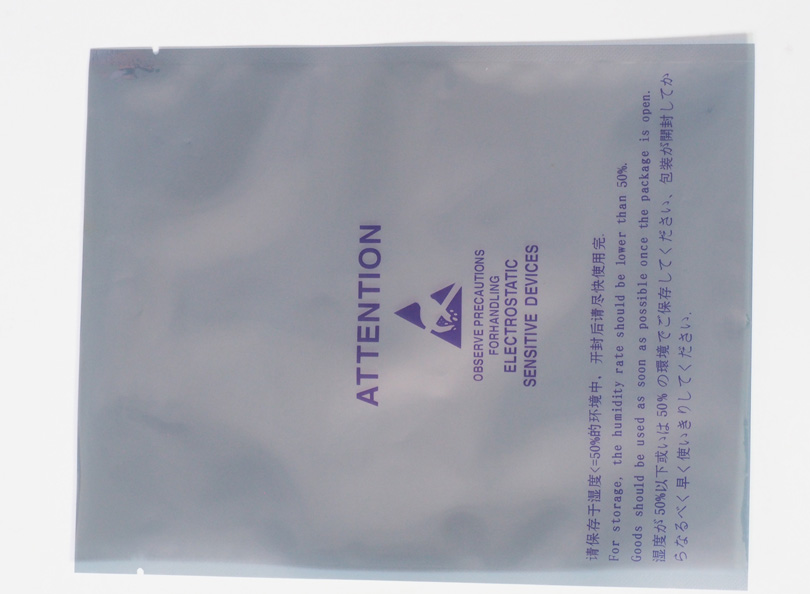 ATTENTION
OBSERVE PRECAUTIONS
FORHANDLING
ELECTROSTATIC
SENSITIVE DEVICES
请保存于湿度<=50%的环境中，开封后请尽快使用完.
For storage, the humidity rate should be lower than 50%.
Goods should be used as soon as possible once the package is open.
湿度が50%以下或いは50%の環境でご保存してください、包装が開封してか
らなるべく早く使いきりしてください.